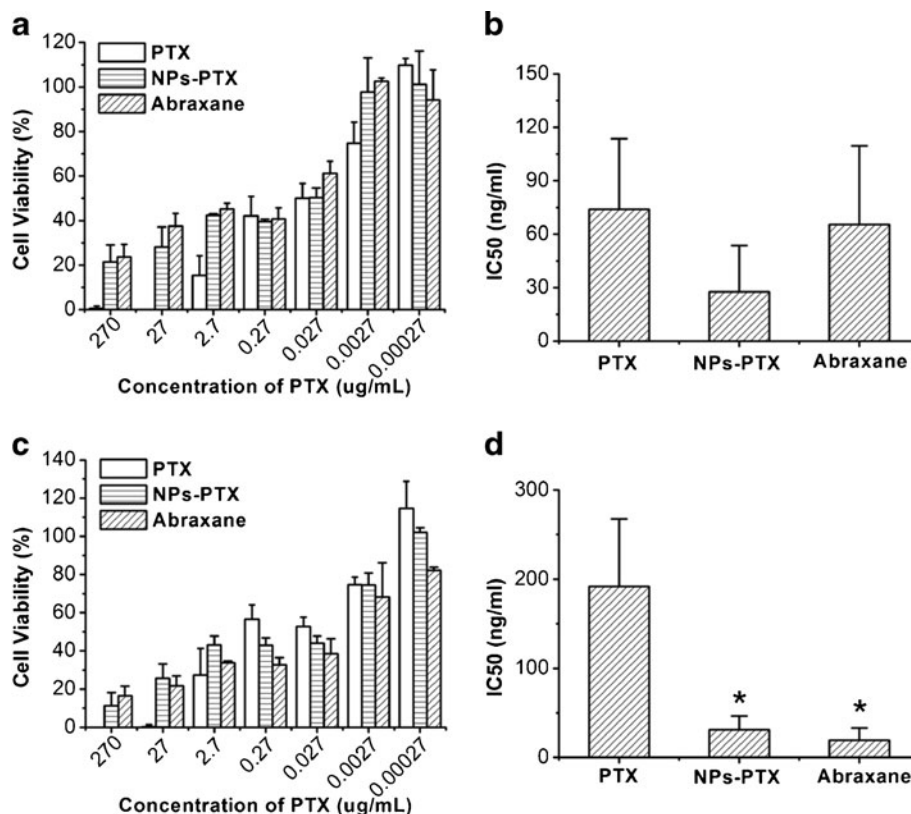 a
120
100
80
60
40
20
0
Cell Viability (%)
PTX
NPs-PTX
Abraxane
270
27
2.7
0.27
0.027
0.0027
0.00027
Concentration of PTX (ug/mL)
b
150
120
90
60
30
0
IC50 (ng/ml)
PTX
NPs-PTX
Abraxane
c
140
120
100
80
60
40
20
0
Cell Viability (%)
PTX
NPs-PTX
Abraxane
270
27
2.7
0.27
0.027
0.0027
0.00027
Concentration of PTX (ug/mL)
d
300
200
100
0
IC50 (ng/ml)
*
*
PTX
NPs-PTX
Abraxane